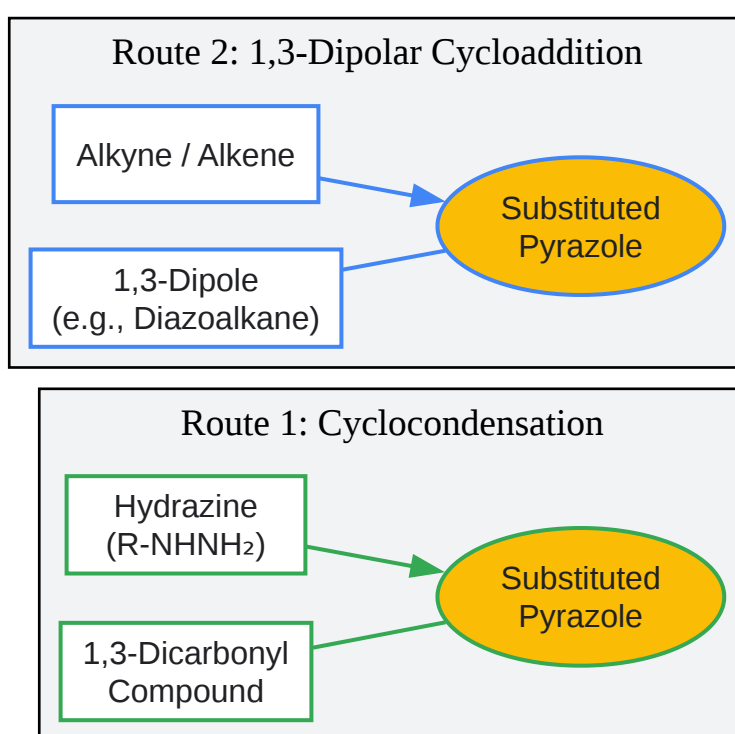 Route 2: 1,3-Dipolar Cycloaddition
Alkyne / Alkene
Substituted
Pyrazole
1,3-Dipole
(e.g., Diazoalkane)
Route 1: Cyclocondensation
Hydrazine
(R-NHNH₂)
Substituted
Pyrazole
1,3-Dicarbonyl
Compound